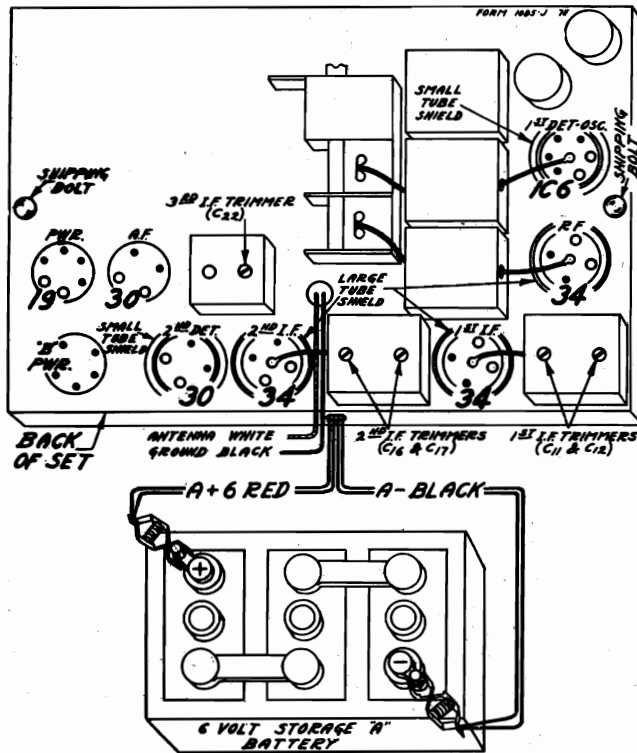 FORM 1085-J 7E
SMALL
TUBE
SHIELD
1ST DET-OSC.
SHIPPING
BOLT
1C6
SHIPPING
BOLT
3RD I.F. TRIMMER
(C22)
PWR.
19
A.F.
30
R.F.
34
LARGE
TUBE
SHIELD
"B"
PWR.
SMALL
TUBE
SHIELD
2ND DET.
30
2ND I.F.
34
1ST I.F.
34
BACK
OF SET
ANTENNA WHITE
GROUND BLACK
2ND I.F. TRIMMERS
(C16 & C17)
1ST I.F. TRIMMERS
(C11 & C12)
A+6 RED
A-BLACK
+
-
6 VOLT STORAGE "A"
BATTERY